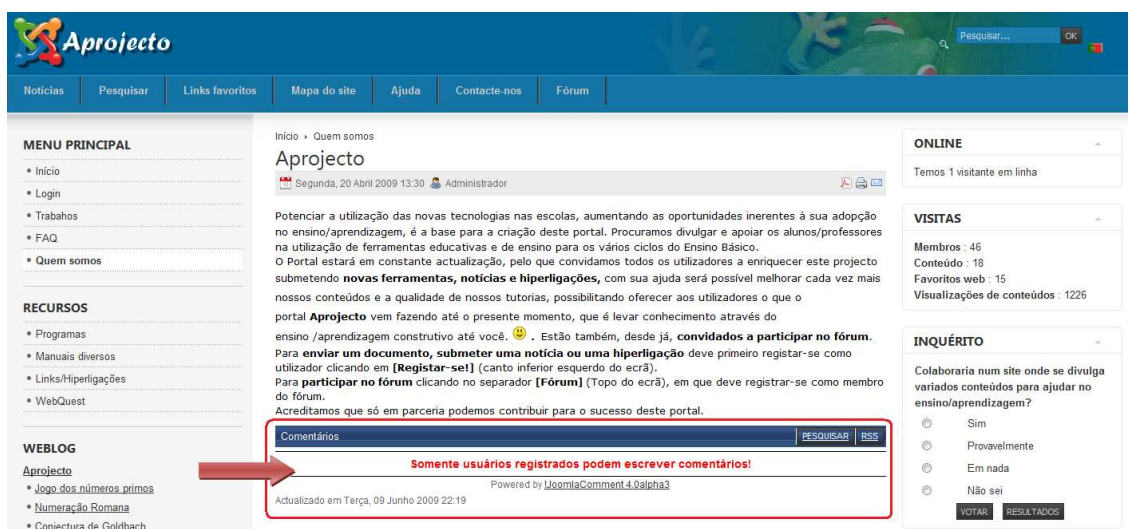 Aprojecto
Pesquisar...
OK
Notícias
Pesquisar
Links favoritos
Mapa do site
Ajuda
Contacte-nos
Fórum
MENU PRINCIPAL
Início
Login
Trabahos
FAQ
Quem somos
RECURSOS
Programas
Manuais diversos
Links/Hiperligações
WebQuest
WEBLOG
Aprojecto
Jogo dos números primos
Numeração Romana
Conjectura de Goldbach
Início › Quem somos
Aprojecto
Segunda, 20 Abril 2009 13:30 Administrador
Potenciar a utilização das novas tecnologias nas escolas, aumentando as oportunidades inerentes à sua adopção
no ensino/aprendizagem, é a base para a criação deste portal. Procuramos divulgar e apoiar os alunos/professores
na utilização de ferramentas educativas e de ensino para os vários ciclos do Ensino Básico.
O Portal estará em constante actualização, pelo que convidamos todos os utilizadores a enriquecer este projecto
submetendo novas ferramentas, notícias e hiperligações, com sua ajuda será possível melhorar cada vez mais
nossos conteúdos e a qualidade de nossos tutorias, possibilitando oferecer aos utilizadores o que o
portal Aprojecto vem fazendo até o presente momento, que é levar conhecimento através do
ensino /aprendizagem construtivo até você. . Estão também, desde já, convidados a participar no fórum.
Para enviar um documento, submeter uma notícia ou uma hiperligação deve primeiro registar-se como
utilizador clicando em [Registar-se!] (canto inferior esquerdo do ecrã).
Para participar no fórum clicando no separador [Fórum] (Topo do ecrã), em que deve registrar-se como membro
do fórum.
Acreditamos que só em parceria podemos contribuir para o sucesso deste portal.
Comentários
PESQUISAR
RSS
Somente usuários registrados podem escrever comentários!
Powered by !JoomlaComment 4.0alpha3
Actualizado em Terça, 09 Junho 2009 22:19
ONLINE
Temos 1 visitante em linha
VISITAS
Membros : 46
Conteúdo : 18
Favoritos web : 15
Visualizações de conteúdos : 1226
INQUÉRITO
Colaboraria num site onde se divulga
variados conteúdos para ajudar no
ensino/aprendizagem?
Sim
Provavelmente
Em nada
Não sei
VOTAR
RESULTADOS